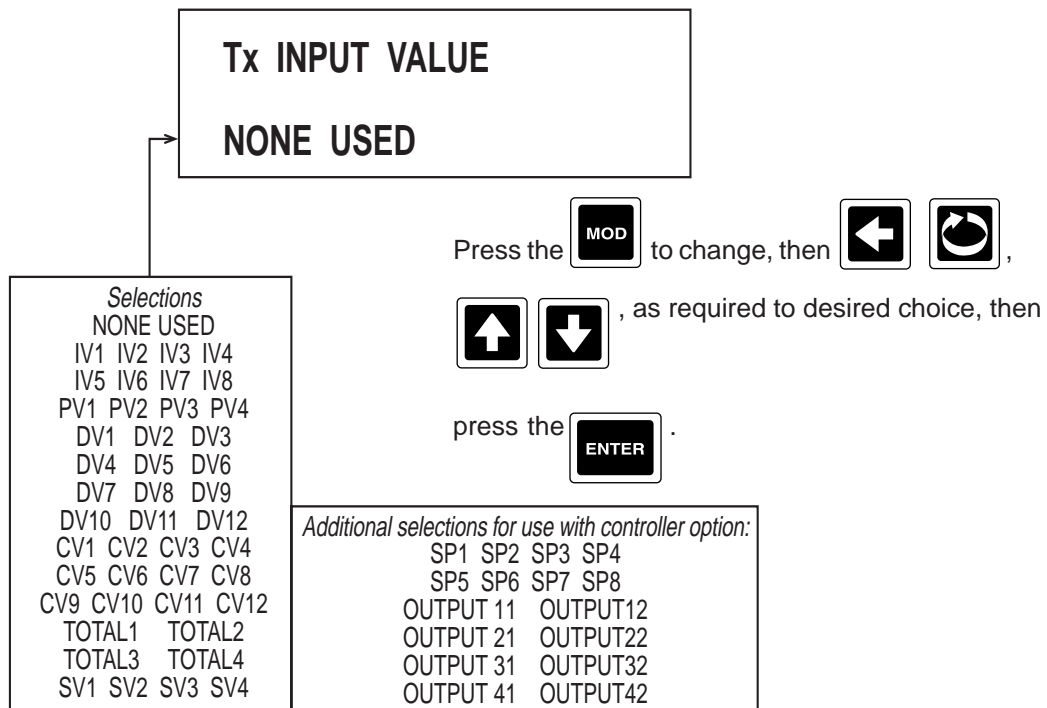 Tx INPUT VALUE
NONE USED
Press the MOD to change, then ,
, as required to desired choice, then
press the ENTER .
Selections
NONE USED
IV1 IV2 IV3 IV4
IV5 IV6 IV7 IV8
PV1 PV2 PV3 PV4
DV1 DV2 DV3
DV4 DV5 DV6
DV7 DV8 DV9
DV10 DV11 DV12
CV1 CV2 CV3 CV4
CV5 CV6 CV7 CV8
CV9 CV10 CV11 CV12
TOTAL1 TOTAL2
TOTAL3 TOTAL4
SV1 SV2 SV3 SV4
Additional selections for use with controller option:
SP1 SP2 SP3 SP4
SP5 SP6 SP7 SP8
OUTPUT 11 OUTPUT12
OUTPUT 21 OUTPUT22
OUTPUT 31 OUTPUT32
OUTPUT 41 OUTPUT42